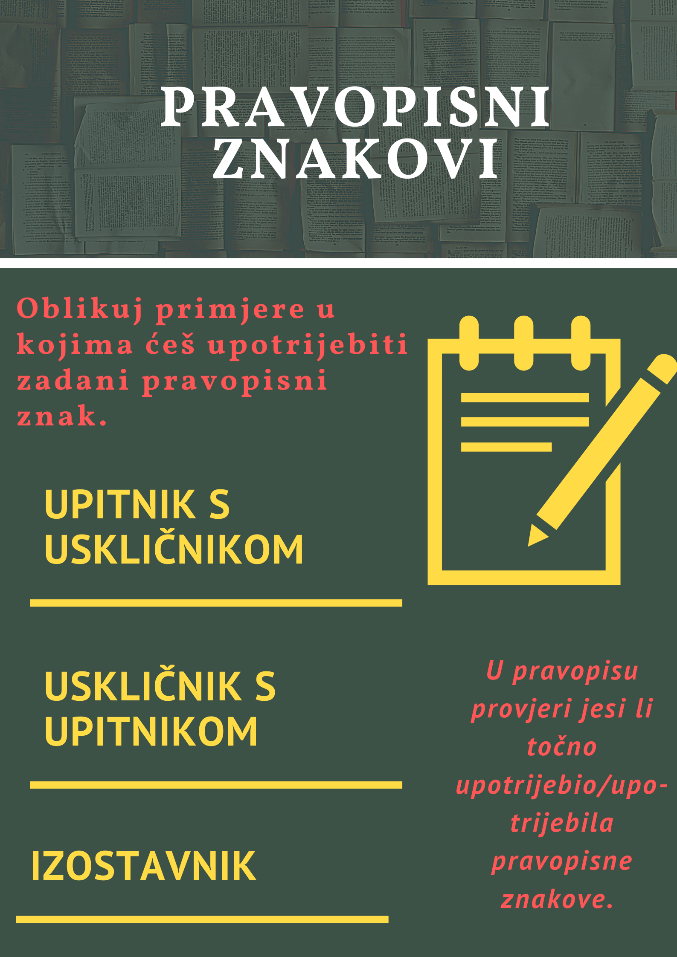 PRAVOPISNI
ZNAKOVI
Oblikuj primjere u
kojima ćeš upotrijebiti
zadani pravopisni
znak.
UPITNIK S
USKLIČNIKOM
USKLIČNIK S
UPITNIKOM
IZOSTAVNIK
U pravopisu
provjeri jesi li
točno
upotrijebio/upo-
trijebila
pravopisne
znakove.